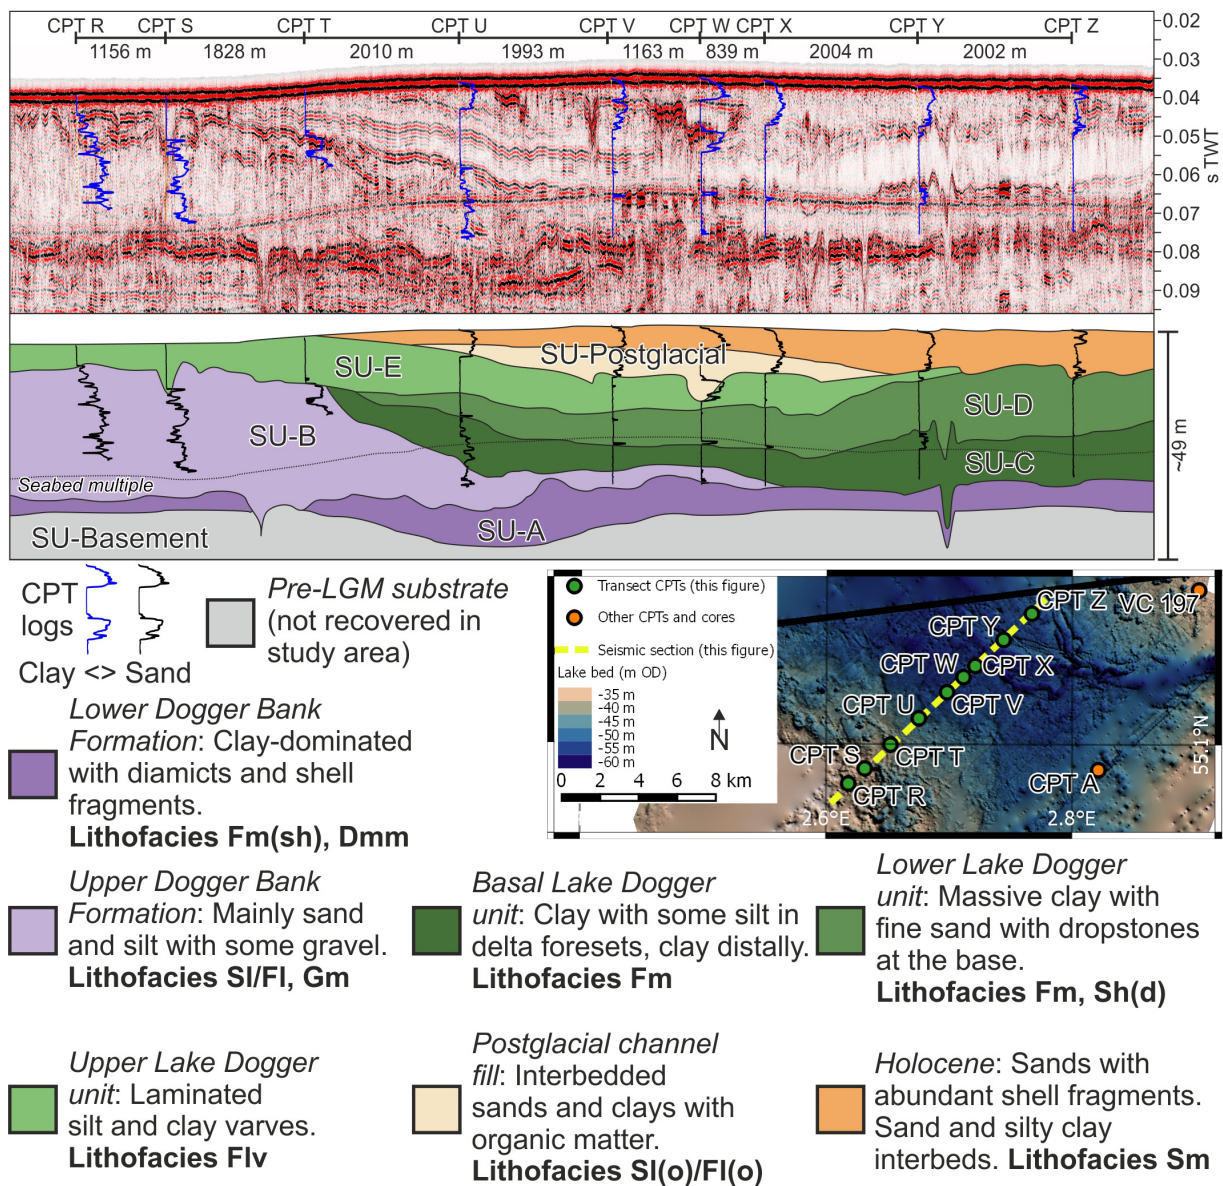 CPT R CPT S CPT T CPT U CPT V CPT W CPT X CPT Y CPT Z
1156 m 1828 m 2010 m 1993 m 1163 m 839 m 2004 m 2002 m
0.02
0.03
0.04
0.05
0.06
0.07
0.08
0.09
s TWT
SU-Postglacial
SU-E
SU-D
SU-B
SU-C
Seabed multiple
SU-A
SU-Basement
~49 m
CPT
logs
Clay <> Sand
Pre-LGM substrate
(not recovered in
study area)
Transect CPTs (this figure)
Other CPTs and cores
Seismic section (this figure)
Lake bed (m OD)
-35 m
-40 m
-45 m
-50 m
-55 m
-60 m
N
0 2 4 6 8 km
CPT Z VC 197
CPT Y
CPT W CPT X
CPT U CPT V
CPT S CPT T
CPT R
CPT A
2.6°E 2.8°E
55.1°N
Lower Dogger Bank
Formation: Clay-dominated
with diamicts and shell
fragments.
Lithofacies Fm(sh), Dmm
Upper Dogger Bank
Formation: Mainly sand
and silt with some gravel.
Lithofacies Sl/Fl, Gm
Basal Lake Dogger
unit: Clay with some silt in
delta foresets, clay distally.
Lithofacies Fm
Lower Lake Dogger
unit: Massive clay with
fine sand with dropstones
at the base.
Lithofacies Fm, Sh(d)
Upper Lake Dogger
unit: Laminated
silt and clay varves.
Lithofacies Flv
Postglacial channel
fill: Interbedded
sands and clays with
organic matter.
Lithofacies Sl(o)/Fl(o)
Holocene: Sands with
abundant shell fragments.
Sand and silty clay
interbeds. Lithofacies Sm